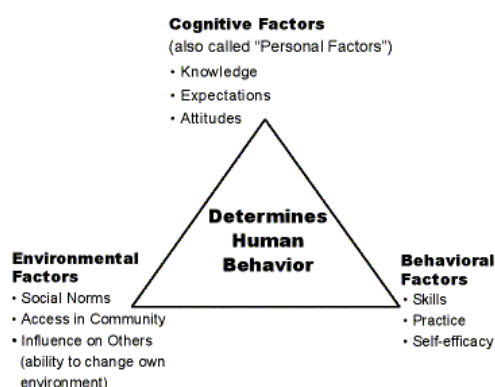 Cognitive Factors
(also called "Personal Factors")
• Knowledge
• Expectations
• Attitudes
Determines
Human
Behavior
Environmental
Factors
• Social Norms
• Access in Community
• Influence on Others
(ability to change own
environment)
Behavioral
Factors
• Skills
• Practice
• Self-efficacy